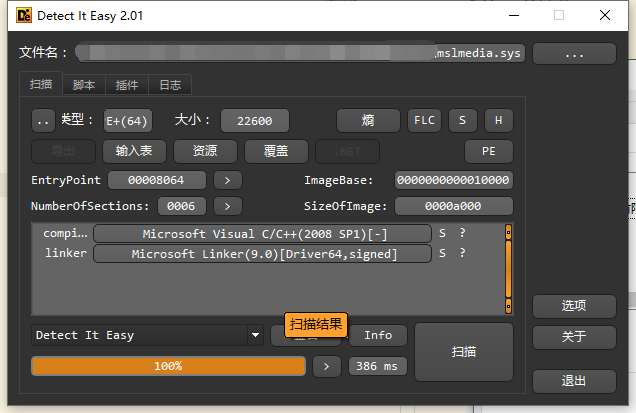 Detect It Easy 2.01
文件名： mslmedia.sys ...
扫描 脚本 插件 日志
.. 类型： E+(64) 大小： 22600 熵 FLC S H
导出 输入表 资源 覆盖 .NET PE
EntryPoint 00008064 > ImageBase: 0000000000010000
NumberOfSections: 0006 > SizeOfImage: 0000a000
compi... Microsoft Visual C/C++(2008 SP1)[-] S ?
linker Microsoft Linker(9.0)[Driver64,signed] S ?
扫描结果
选项
Detect It Easy Info 扫描 关于
100% > 386 ms
退出